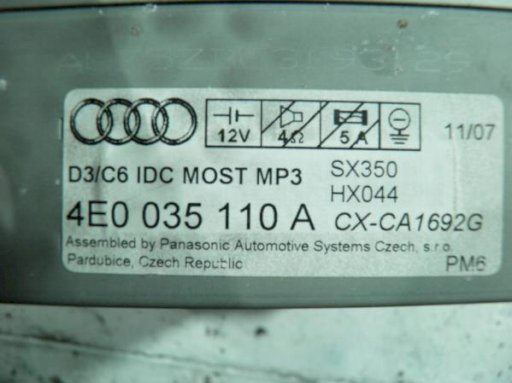 11/07
12V 4Ω 5A
D3/C6 IDC MOST MP3 SX350
HX044
4E0 035 110 A CX-CA1692G
Assembled by Panasonic Automotive Systems Czech, s.r.o.
Pardubice, Czech Republic PM6